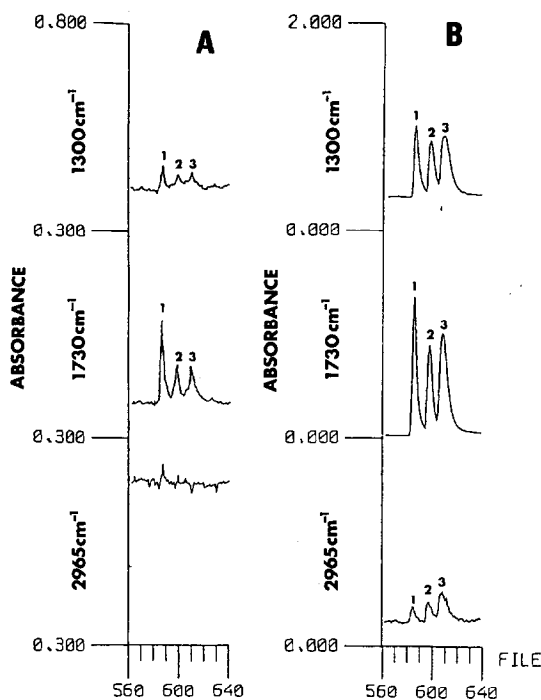 0.800
A
1300cm⁻¹
1 2 3
0.300
ABSORBANCE
1730cm⁻¹
1
2 3
0.300
2965cm⁻¹
0.300
560 600 640
2.000
B
1300cm⁻¹
1 2 3
0.000
ABSORBANCE
1730cm⁻¹
1
2 3
0.000
2965cm⁻¹
1 2 3
0.000
FILE
560 600 640